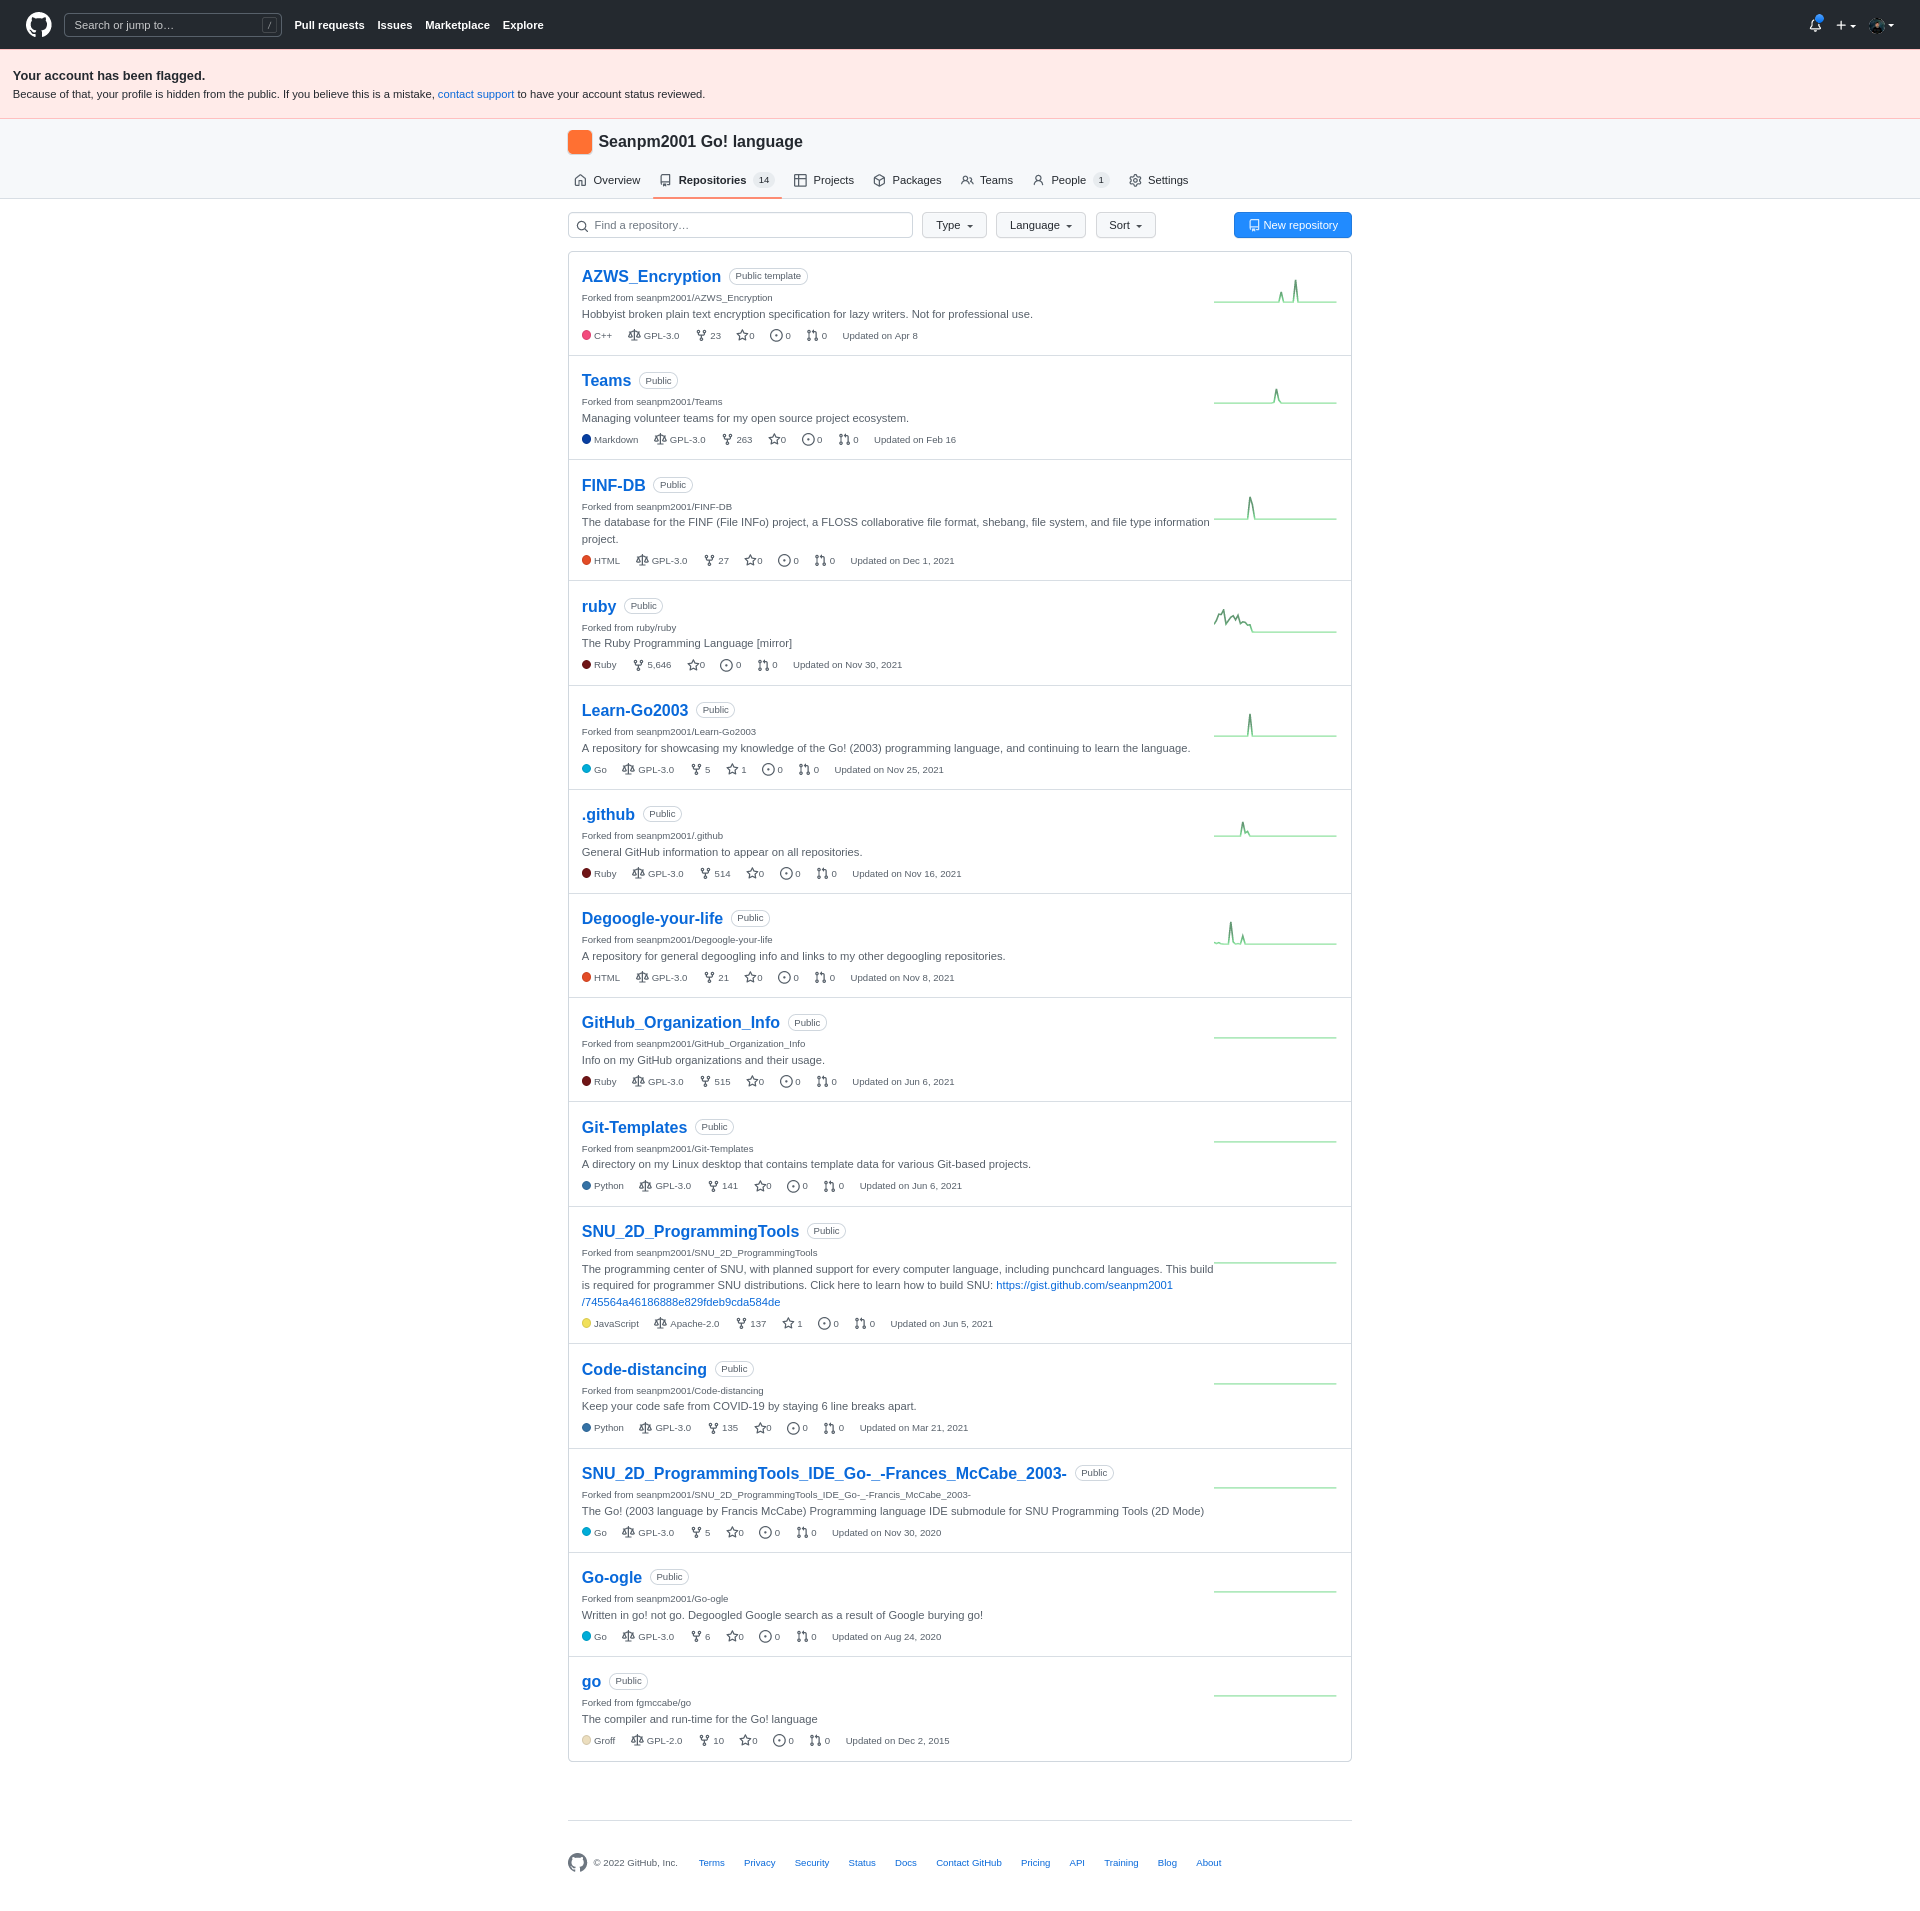 Search or jump to… /
Pull requests Issues Marketplace Explore
Your account has been flagged.
Because of that, your profile is hidden from the public. If you believe this is a mistake, contact support to have your account status reviewed.
Seanpm2001 Go! language
Overview Repositories 14 Projects Packages Teams People 1 Settings
Find a repository… Type Language Sort New repository
AZWS_Encryption Public template
Forked from seanpm2001/AZWS_Encryption
Hobbyist broken plain text encryption specification for lazy writers. Not for professional use.
C++ GPL-3.0 23 0 0 0 Updated on Apr 8
Teams Public
Forked from seanpm2001/Teams
Managing volunteer teams for my open source project ecosystem.
Markdown GPL-3.0 263 0 0 0 Updated on Feb 16
FINF-DB Public
Forked from seanpm2001/FINF-DB
The database for the FINF (File INFo) project, a FLOSS collaborative file format, shebang, file system, and file type information
project.
HTML GPL-3.0 27 0 0 0 Updated on Dec 1, 2021
ruby Public
Forked from ruby/ruby
The Ruby Programming Language [mirror]
Ruby 5,646 0 0 0 Updated on Nov 30, 2021
Learn-Go2003 Public
Forked from seanpm2001/Learn-Go2003
A repository for showcasing my knowledge of the Go! (2003) programming language, and continuing to learn the language.
Go GPL-3.0 5 1 0 0 Updated on Nov 25, 2021
.github Public
Forked from seanpm2001/.github
General GitHub information to appear on all repositories.
Ruby GPL-3.0 514 0 0 0 Updated on Nov 16, 2021
Degoogle-your-life Public
Forked from seanpm2001/Degoogle-your-life
A repository for general degoogling info and links to my other degoogling repositories.
HTML GPL-3.0 21 0 0 0 Updated on Nov 8, 2021
GitHub_Organization_Info Public
Forked from seanpm2001/GitHub_Organization_Info
Info on my GitHub organizations and their usage.
Ruby GPL-3.0 515 0 0 0 Updated on Jun 6, 2021
Git-Templates Public
Forked from seanpm2001/Git-Templates
A directory on my Linux desktop that contains template data for various Git-based projects.
Python GPL-3.0 141 0 0 0 Updated on Jun 6, 2021
SNU_2D_ProgrammingTools Public
Forked from seanpm2001/SNU_2D_ProgrammingTools
The programming center of SNU, with planned support for every computer language, including punchcard languages. This build
is required for programmer SNU distributions. Click here to learn how to build SNU: https://gist.github.com/seanpm2001
/745564a46186888e829fdeb9cda584de
JavaScript Apache-2.0 137 1 0 0 Updated on Jun 5, 2021
Code-distancing Public
Forked from seanpm2001/Code-distancing
Keep your code safe from COVID-19 by staying 6 line breaks apart.
Python GPL-3.0 135 0 0 0 Updated on Mar 21, 2021
SNU_2D_ProgrammingTools_IDE_Go-_-Frances_McCabe_2003- Public
Forked from seanpm2001/SNU_2D_ProgrammingTools_IDE_Go-_-Francis_McCabe_2003-
The Go! (2003 language by Francis McCabe) Programming language IDE submodule for SNU Programming Tools (2D Mode)
Go GPL-3.0 5 0 0 0 Updated on Nov 30, 2020
Go-ogle Public
Forked from seanpm2001/Go-ogle
Written in go! not go. Degoogled Google search as a result of Google burying go!
Go GPL-3.0 6 0 0 0 Updated on Aug 24, 2020
go Public
Forked from fgmccabe/go
The compiler and run-time for the Go! language
Groff GPL-2.0 10 0 0 0 Updated on Dec 2, 2015
© 2022 GitHub, Inc. Terms Privacy Security Status Docs Contact GitHub Pricing API Training Blog About